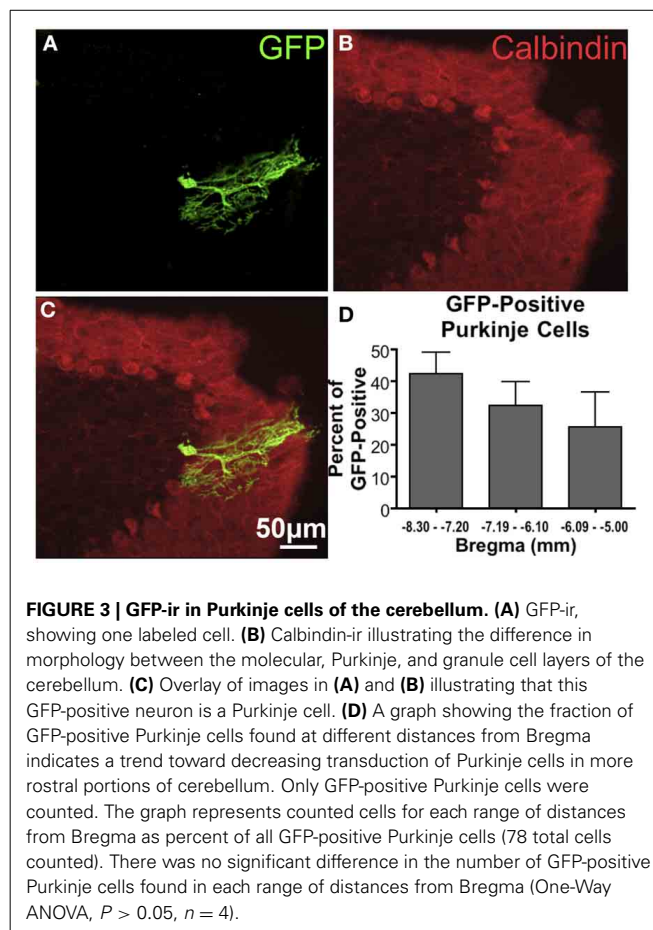 A
GFP
B
Calbindin
C
50µm
D
GFP-Positive
Purkinje Cells
Percent of
GFP-Positive
50
40
30
20
10
0
-8.30 - -7.20
-7.19 - -6.10
-6.09 - -5.00
Bregma (mm)
FIGURE 3 | GFP-ir in Purkinje cells of the cerebellum. (A) GFP-ir,
showing one labeled cell. (B) Calbindin-ir illustrating the difference in
morphology between the molecular, Purkinje, and granule cell layers of the
cerebellum. (C) Overlay of images in (A) and (B) illustrating that this
GFP-positive neuron is a Purkinje cell. (D) A graph showing the fraction of
GFP-positive Purkinje cells found at different distances from Bregma
indicates a trend toward decreasing transduction of Purkinje cells in more
rostral portions of cerebellum. Only GFP-positive Purkinje cells were
counted. The graph represents counted cells for each range of distances
from Bregma as percent of all GFP-positive Purkinje cells (78 total cells
counted). There was no significant difference in the number of GFP-positive
Purkinje cells found in each range of distances from Bregma (One-Way
ANOVA, P > 0.05, n = 4).